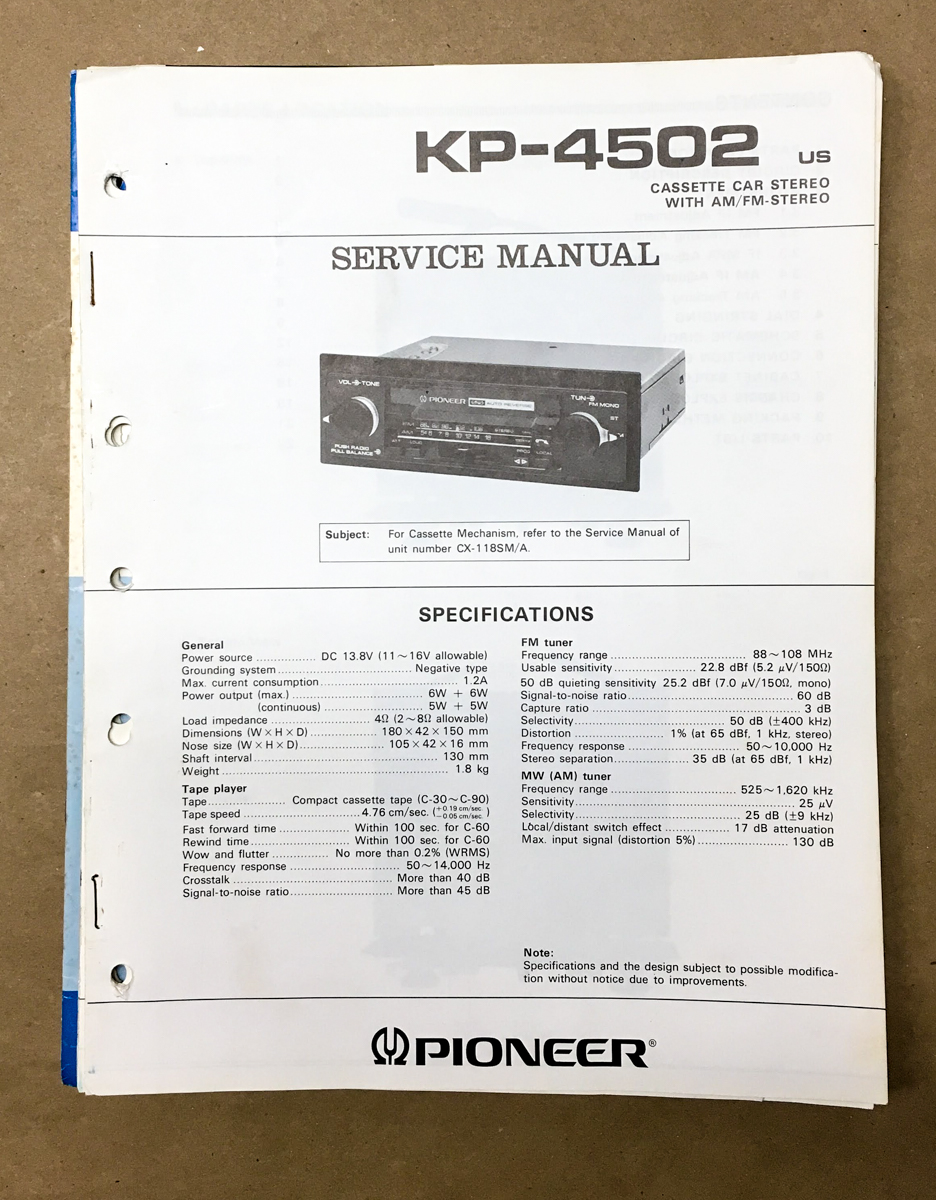 KP-4502 US
CASSETTE CAR STEREO
WITH AM/FM-STEREO
SERVICE MANUAL
VOL TONE
PIONEER AUTO REVERSE
TUN
FM MONO
ST
PUSH RADIO
PULL BALANCE
LOCAL
Subject: For Cassette Mechanism, refer to the Service Manual of
unit number CX-118SM/A.
SPECIFICATIONS
General
Power source ................. DC 13.8V (11~16V allowable)
Grounding system ..................................... Negative type
Max. current consumption ..................................... 1.2A
Power output (max.) ..................................... 6W + 6W
(continuous) ..................................... 5W + 5W
Load impedance ............................ 4Ω (2~8Ω allowable)
Dimensions (W×H×D) ....................... 180×42×150 mm
Nose size (W×H×D) ......................... 105×42×16 mm
Shaft interval ..................................................... 130 mm
Weight ............................................................... 1.8 kg
Tape player
Tape ...................... Compact cassette tape (C-30~C-90)
Tape speed ................................... 4.76 cm/sec. (+0.19 cm/sec. −0.05 cm/sec.)
Fast forward time .................... Within 100 sec. for C-60
Rewind time ............................. Within 100 sec. for C-60
Wow and flutter ................ No more than 0.2% (WRMS)
Frequency response ............................... 50~14,000 Hz
Crosstalk ............................................... More than 40 dB
Signal-to-noise ratio .............................. More than 45 dB
FM tuner
Frequency range ........................................ 88~108 MHz
Usable sensitivity ....................... 22.8 dBf (5.2 μV/150Ω)
50 dB quieting sensitivity 25.2 dBf (7.0 μV/150Ω, mono)
Signal-to-noise ratio ................................................ 60 dB
Capture ratio ............................................................ 3 dB
Selectivity ............................................ 50 dB (±400 kHz)
Distortion ............................ 1% (at 65 dBf, 1 kHz, stereo)
Frequency response ................................. 50~10,000 Hz
Stereo separation ..................... 35 dB (at 65 dBf, 1 kHz)
MW (AM) tuner
Frequency range ................................... 525~1,620 kHz
Sensitivity ............................................................... 25 μV
Selectivity ............................................... 25 dB (±9 kHz)
Local/distant switch effect .................. 17 dB attenuation
Max. input signal (distortion 5%) .......................... 130 dB
Note:
Specifications and the design subject to possible modifica-
tion without notice due to improvements.
PIONEER®